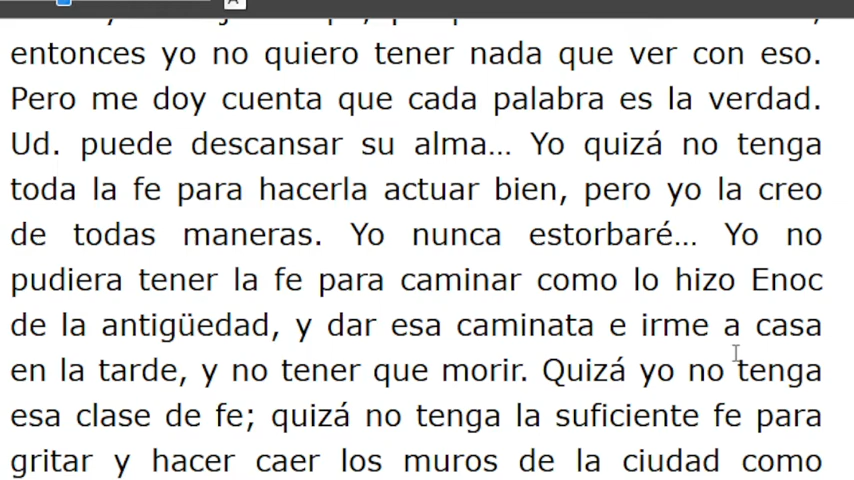 entonces yo no quiero tener nada que ver con eso.
Pero me doy cuenta que cada palabra es la verdad.
Ud. puede descansar su alma… Yo quizá no tenga
toda la fe para hacerla actuar bien, pero yo la creo
de todas maneras. Yo nunca estorbaré… Yo no
pudiera tener la fe para caminar como lo hizo Enoc
de la antigüedad, y dar esa caminata e irme a casa
en la tarde, y no tener que morir. Quizá yo no tenga
esa clase de fe; quizá no tenga la suficiente fe para
gritar y hacer caer los muros de la ciudad como